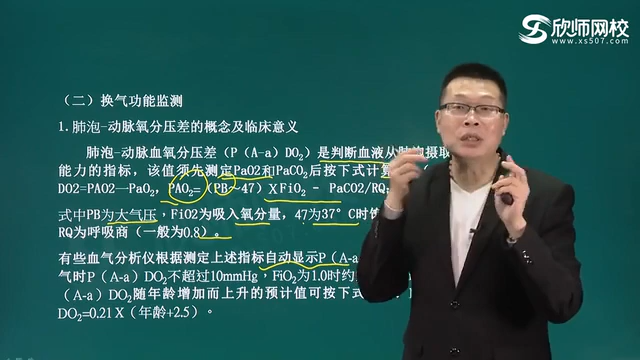 欣师网校
www.xs507.com
（二）换气功能监测
1.肺泡-动脉氧分压差的概念及临床意义
肺泡-动脉血氧分压差（P（A-a）DO₂）是判断血液从肺泡摄取
能力的指标，该值须先测定PaO2和PaCO2后按下式计算
DO2=PAO2—PaO₂，PAO₂=（PB-47）XFiO₂ - PaCO2/RQ；
式中PB为大气压，FiO2为吸入氧分量，47为37°C时
RQ为呼吸商（一般为0.8）。
有些血气分析仪根据测定上述指标自动显示P（A-a
气时P（A-a）DO₂不超过10mmHg，FiO₂为1.0时约
（A-a）DO₂随年龄增加而上升的预计值可按下式
DO₂=0.21X（年龄+2.5）。